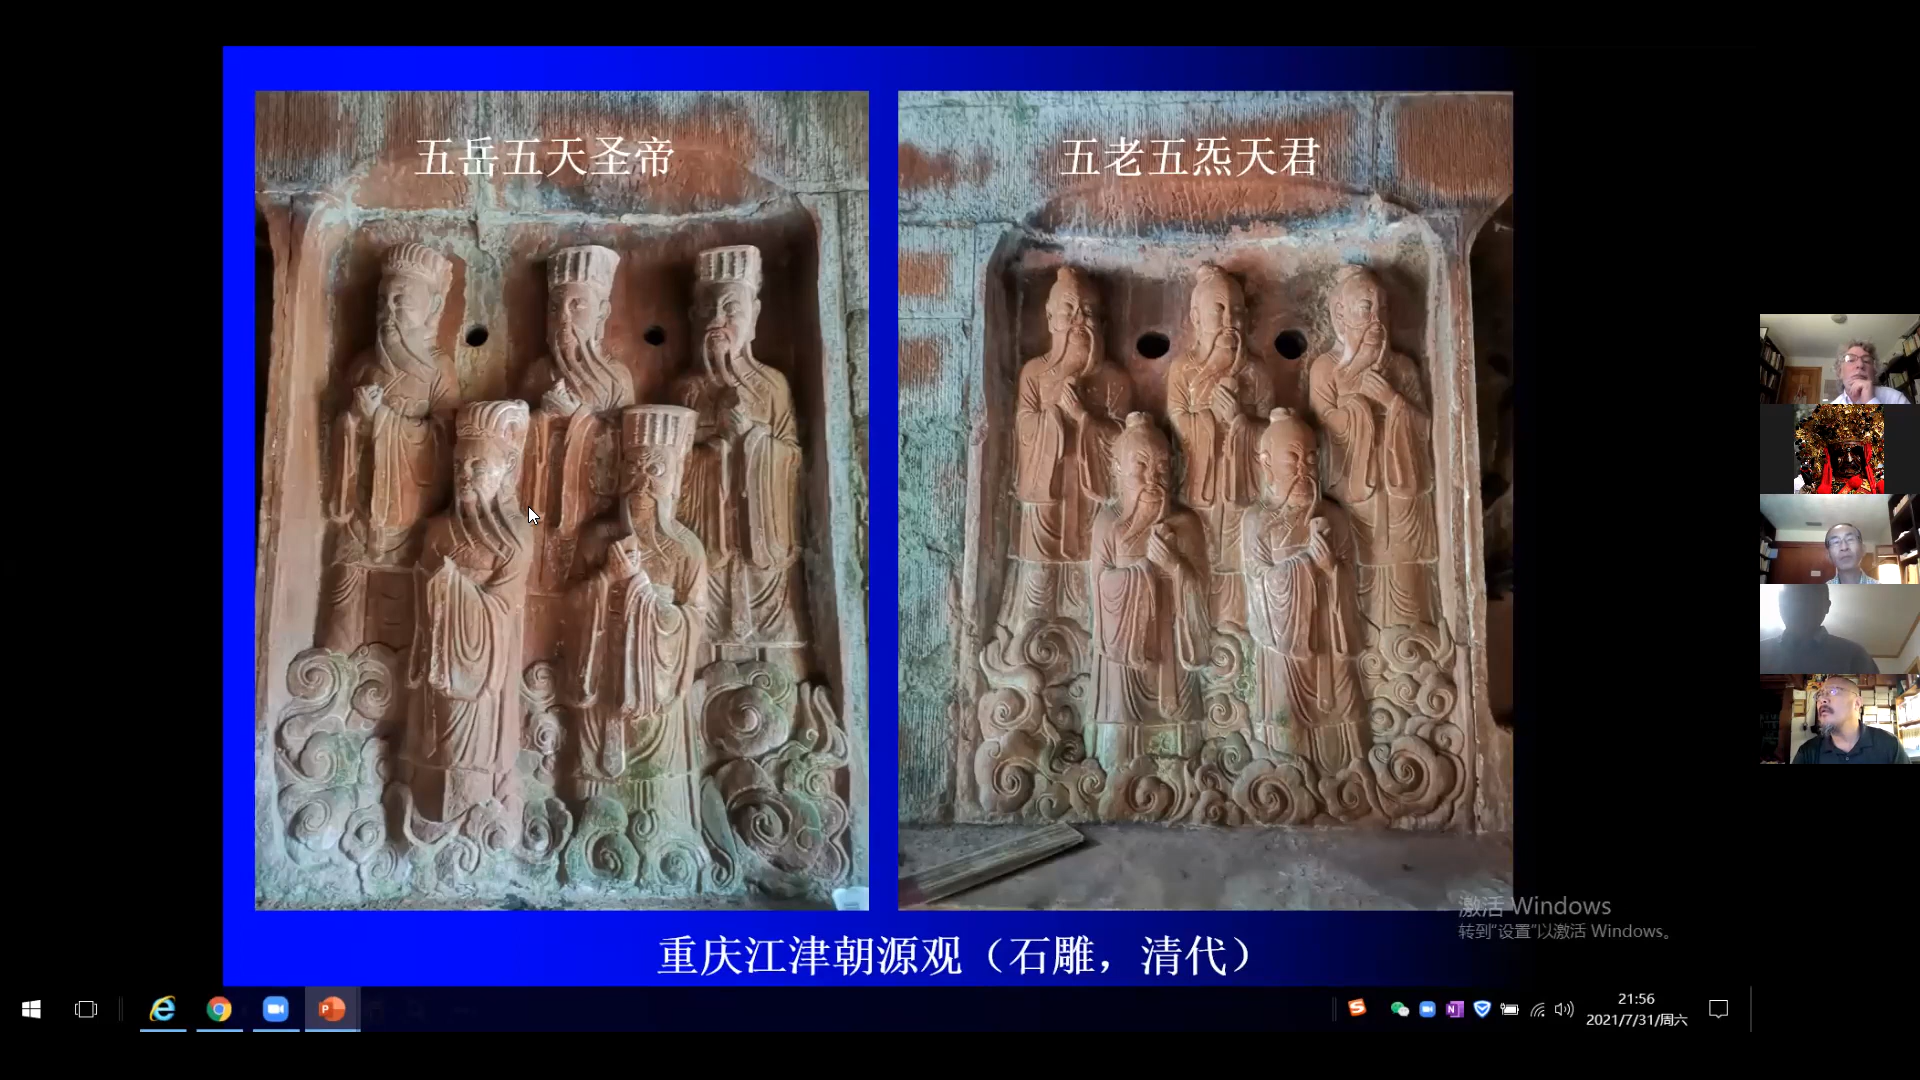 五岳五天圣帝
五老五炁天君
重庆江津朝源观（石雕，清代）
激活 Windows
转到“设置”以激活 Windows。
21:56
2021/7/31/周六